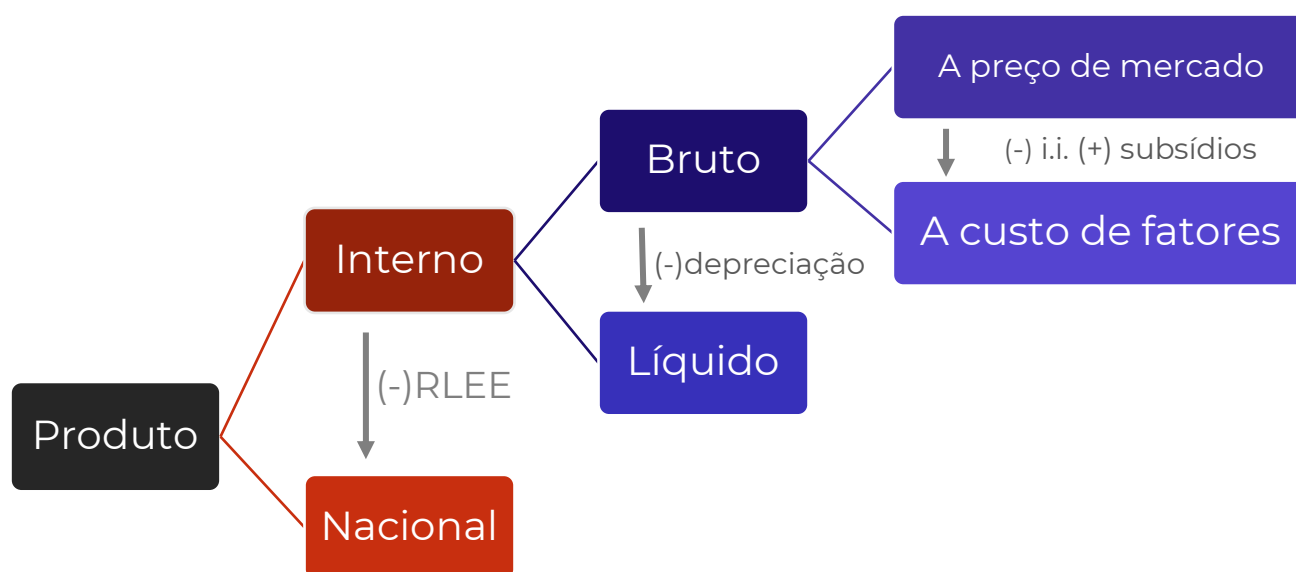 A preço de mercado
(-) i.i. (+) subsídios
Bruto
A custo de fatores
Interno
(-)depreciação
Líquido
(-)RLEE
Produto
Nacional